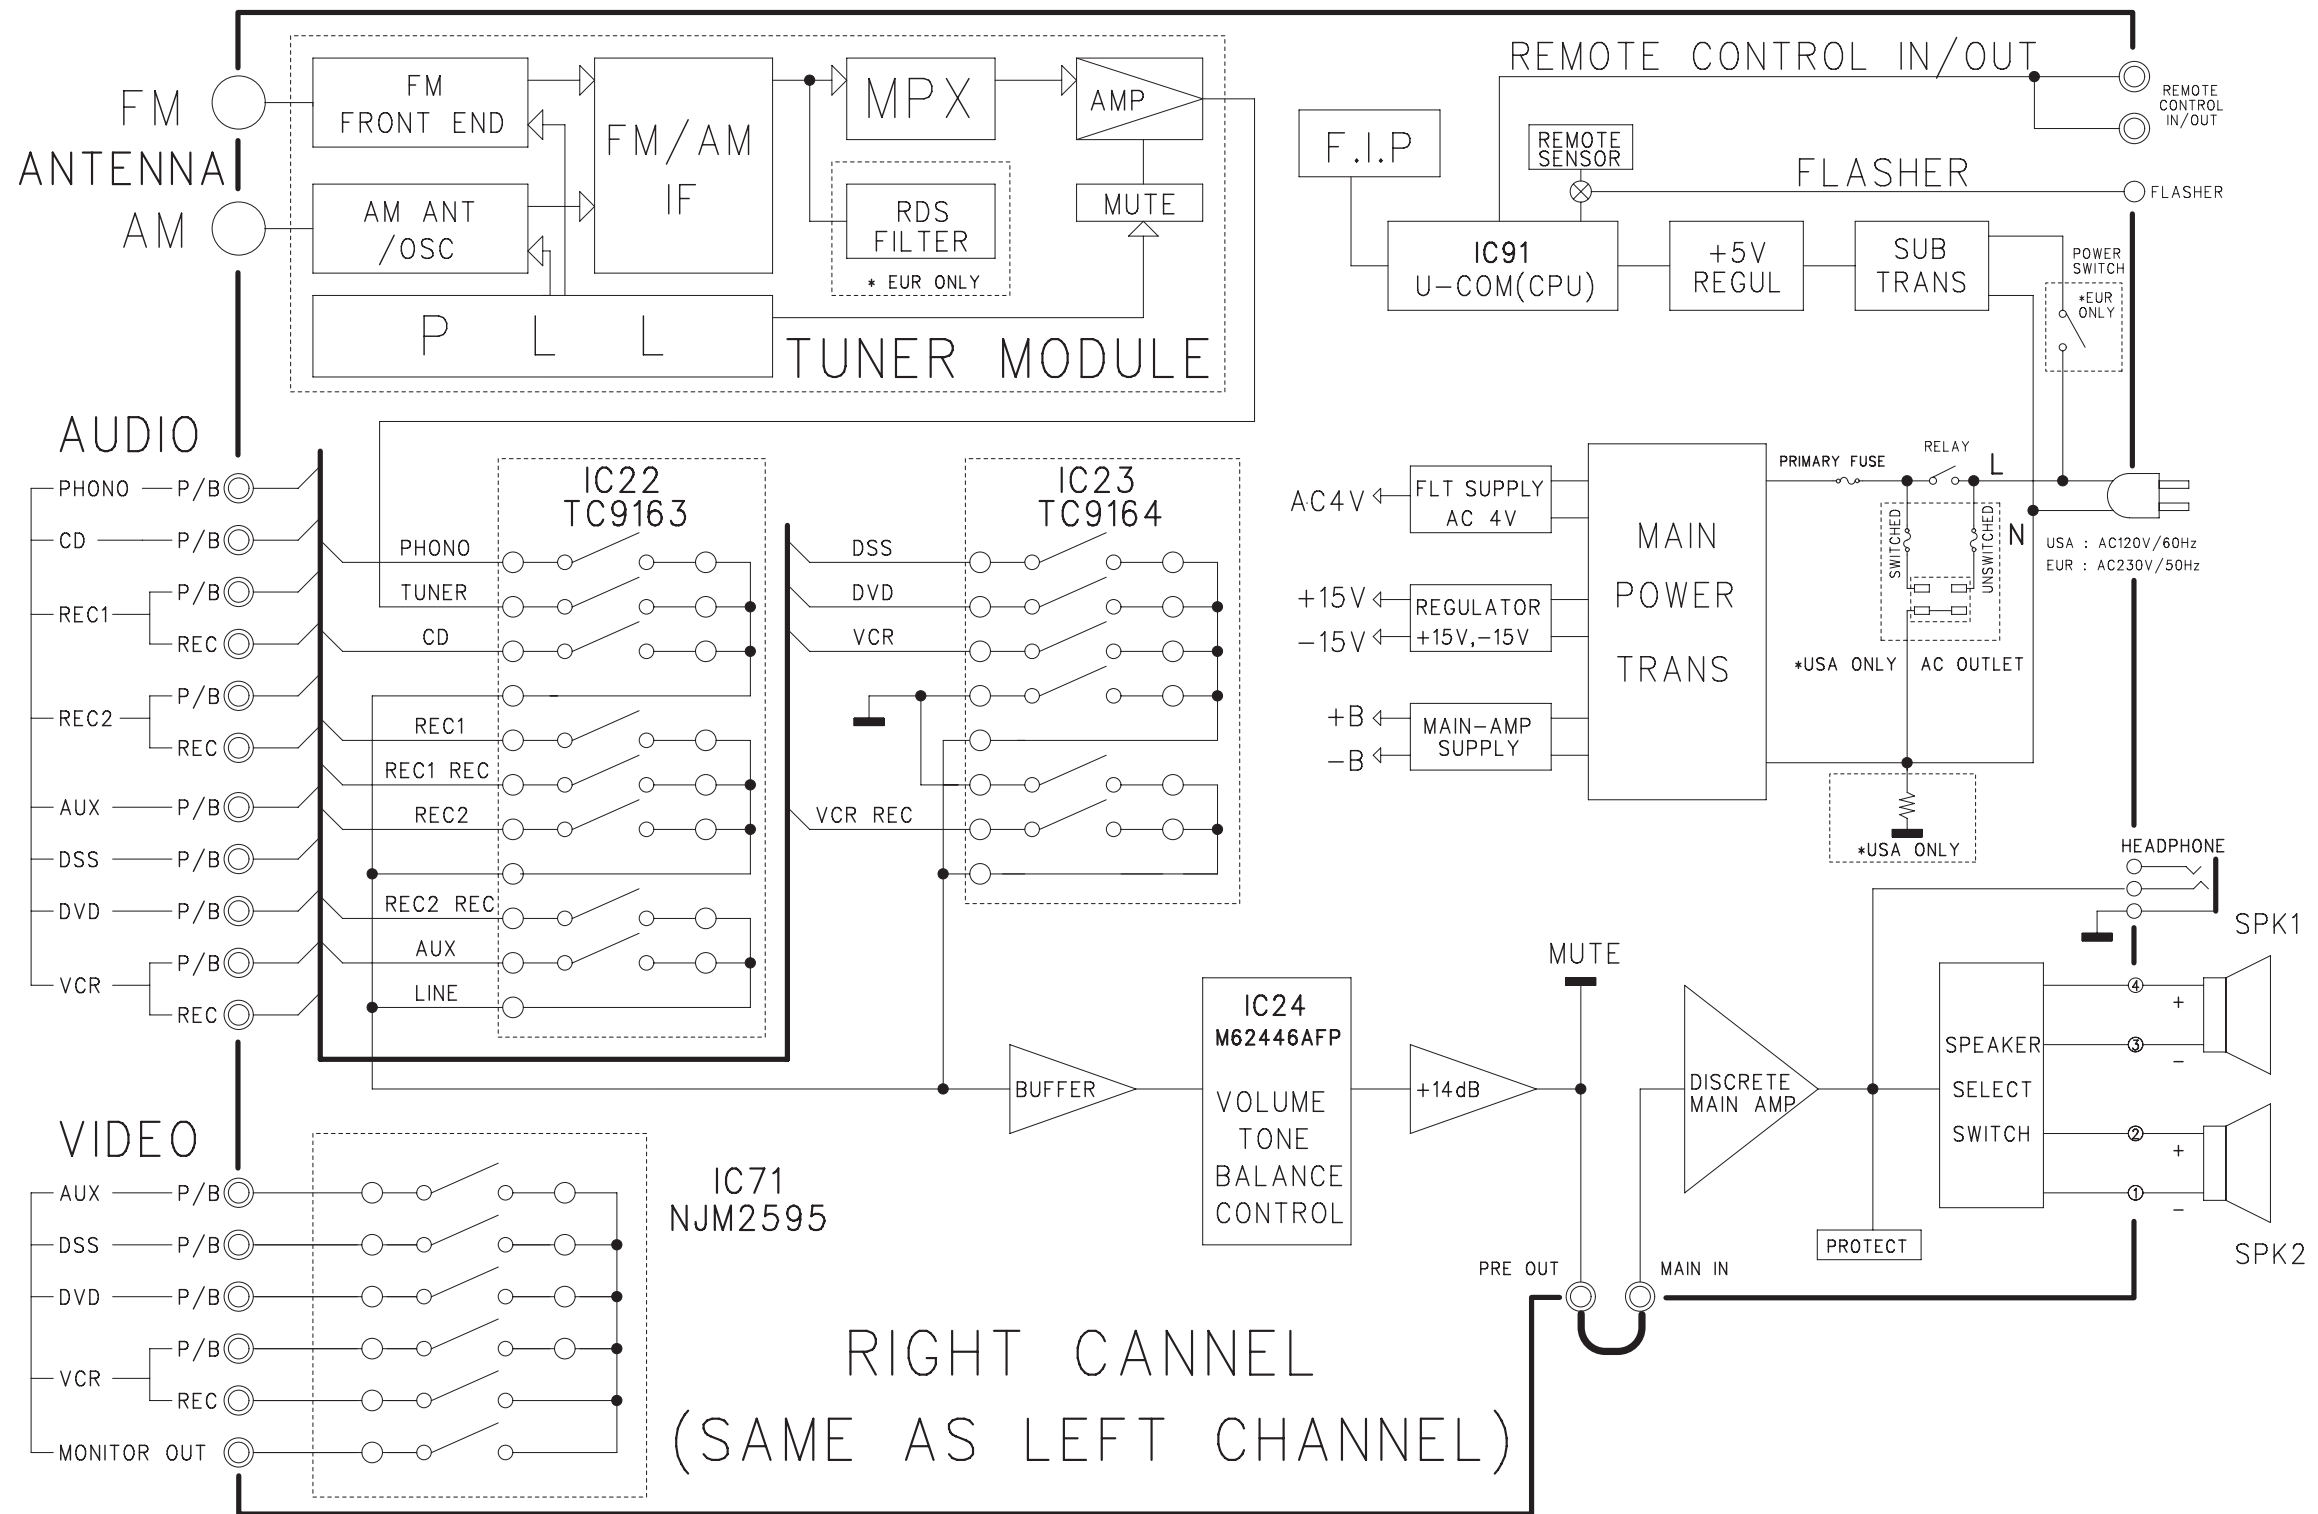 FM
ANTENNA
AM
FM
FRONT END
AM ANT
/OSC
FM/AM
IF
MPX
AMP
RDS
FILTER
* EUR ONLY
MUTE
P L L
TUNER MODULE
REMOTE CONTROL IN/OUT
REMOTE
CONTROL
IN/OUT
F.I.P
REMOTE
SENSOR
FLASHER
FLASHER
IC91
U-COM(CPU)
+5V
REGUL
SUB
TRANS
POWER
SWITCH
*EUR
ONLY
AUDIO
PHONO P/B
CD P/B
REC1
P/B
REC
REC2
P/B
REC
AUX P/B
DSS P/B
DVD P/B
VCR
P/B
REC
IC22
TC9163
PHONO
TUNER
CD
REC1
REC1 REC
REC2
REC2 REC
AUX
LINE
IC23
TC9164
DSS
DVD
VCR
VCR REC
AC4V
FLT SUPPLY
AC 4V
+15V
-15V
REGULATOR
+15V,-15V
+B
-B
MAIN-AMP
SUPPLY
MAIN
POWER
TRANS
PRIMARY FUSE
RELAY
L
N
SWITCHED
UNSWITCHED
USA : AC120V/60Hz
EUR : AC230V/50Hz
*USA ONLY AC OUTLET
*USA ONLY
HEADPHONE
SPK1
MUTE
BUFFER
IC24
M62446AFP
VOLUME
TONE
BALANCE
CONTROL
+14dB
DISCRETE
MAIN AMP
SPEAKER
SELECT
SWITCH
4
+
3
-
2
+
1
-
PROTECT
SPK2
PRE OUT
MAIN IN
VIDEO
AUX P/B
DSS P/B
DVD P/B
VCR
P/B
REC
MONITOR OUT
IC71
NJM2595
RIGHT CANNEL
(SAME AS LEFT CHANNEL)